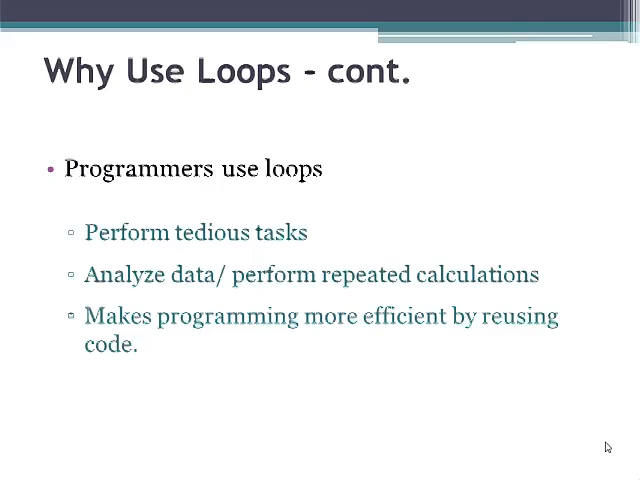 Why Use Loops - cont.
• Programmers use loops
▫ Perform tedious tasks
▫ Analyze data/ perform repeated calculations
▫ Makes programming more efficient by reusing
code.